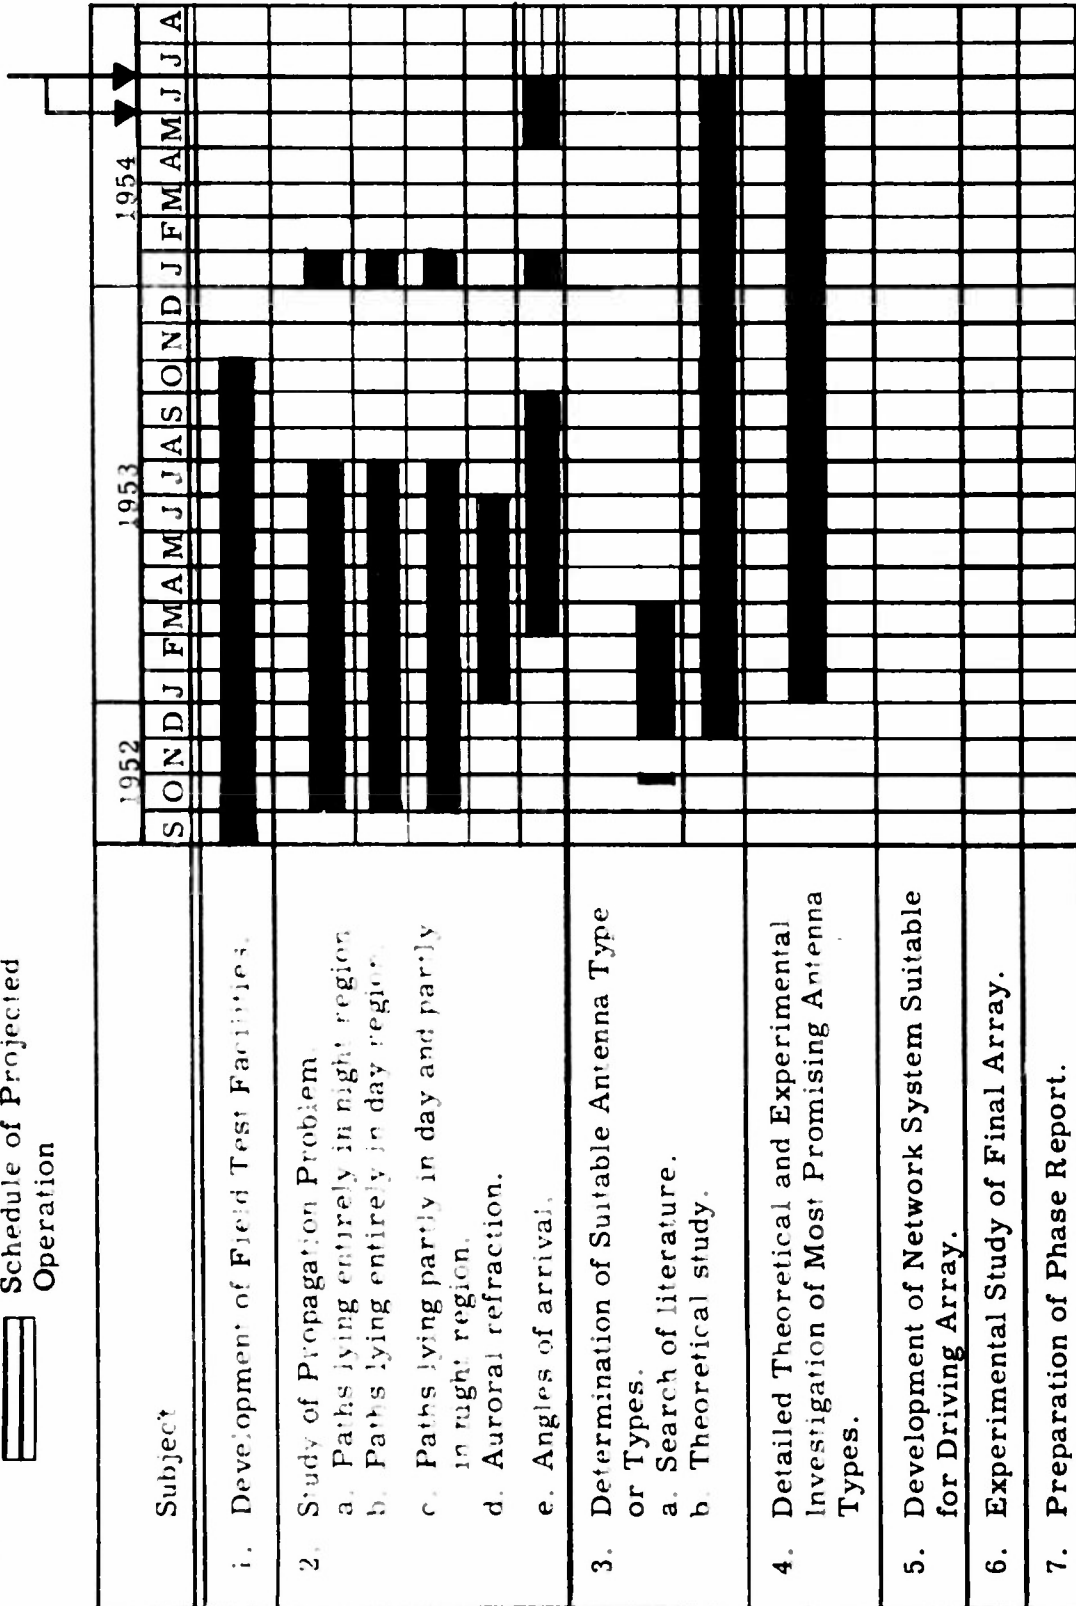 Schedule of Projected
Operation
Subject
1952
1953
1954
S O N D J F M A M J J A S O N D J F M A M J J A
1. Development of Field Test Facilities.
2. Study of Propagation Problem
a. Paths lying entirely in night region
b. Paths lying entirely in day region
c. Paths lying partly in day and partly
in night region.
d. Auroral refraction.
e. Angles of arrival.
3. Determination of Suitable Antenna Type
or Types.
a. Search of literature.
b. Theoretical study.
4. Detailed Theoretical and Experimental
Investigation of Most Promising Antenna
Types.
5. Development of Network System Suitable
for Driving Array.
6. Experimental Study of Final Array.
7. Preparation of Phase Report.